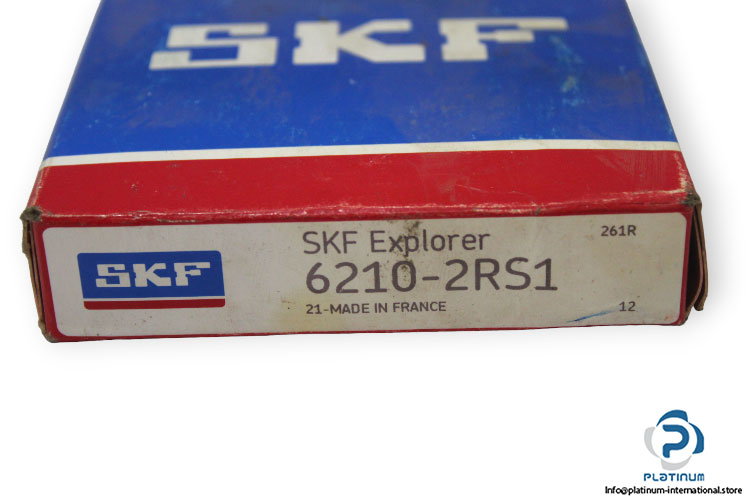 SKF
SKF Explorer
261R
SKF
6210-2RS1
21-MADE IN FRANCE
12
PLATINUM
Info@platinum-international.store